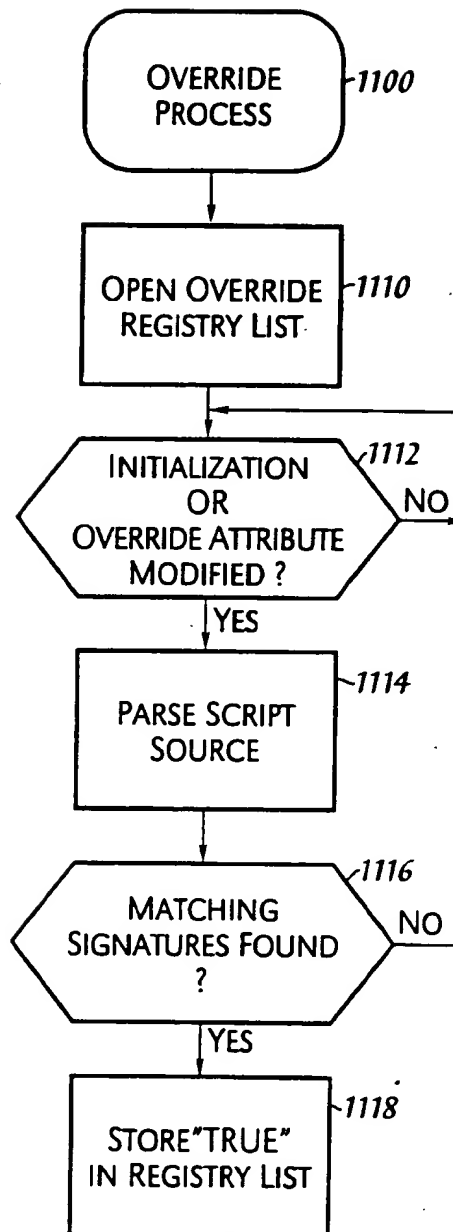 OVERRIDE
PROCESS
1100
OPEN OVERRIDE
REGISTRY LIST
1110
INITIALIZATION
OR
OVERRIDE ATTRIBUTE
MODIFIED ?
1112
NO
YES
PARSE SCRIPT
SOURCE
1114
MATCHING
SIGNATURES FOUND
?
1116
NO
YES
STORE"TRUE"
IN REGISTRY LIST
1118